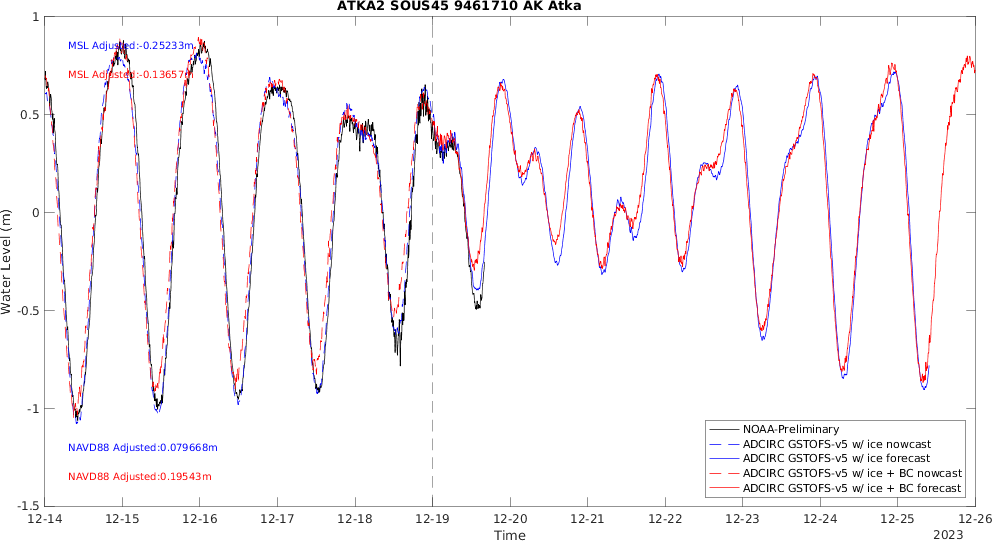 ATKA2 SOUS45 9461710 AK Atka
MSL Adjusted:-0.25233m
MSL Adjusted:-0.13657m
NAVD88 Adjusted:0.079668m
NAVD88 Adjusted:0.19543m
Water Level (m)
1
0.5
0
-0.5
-1
-1.5
NOAA-Preliminary
ADCIRC GSTOFS-v5 w/ ice nowcast
ADCIRC GSTOFS-v5 w/ ice forecast
ADCIRC GSTOFS-v5 w/ ice + BC nowcast
ADCIRC GSTOFS-v5 w/ ice + BC forecast
12-14 12-15 12-16 12-17 12-18 12-19 12-20 12-21 12-22 12-23 12-24 12-25 12-26
Time
2023